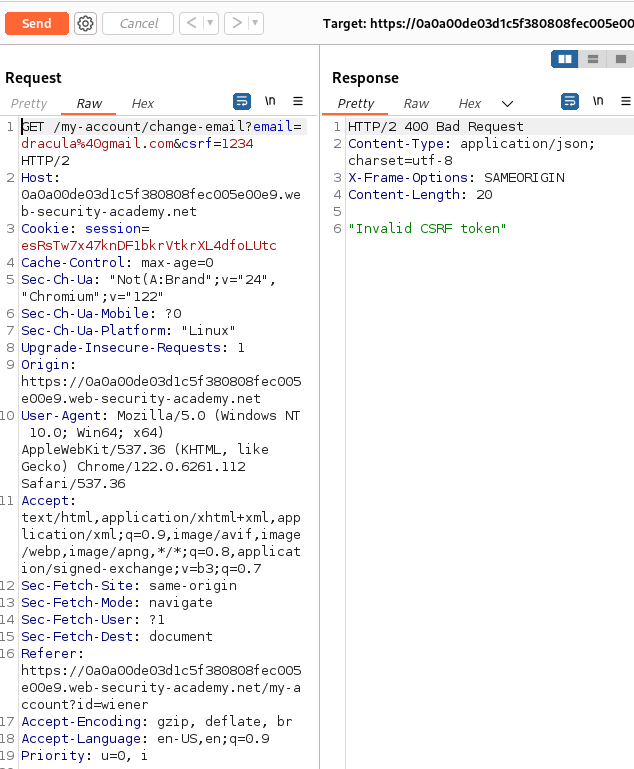 Send Cancel < > Target: https://0a0a00de03d1c5f380808fec005e00
Request
Pretty Raw Hex \n
1 GET /my-account/change-email?email=
dracula%40gmail.com&csrf=1234
HTTP/2
2 Host:
0a0a00de03d1c5f380808fec005e00e9.we
b-security-academy.net
3 Cookie: session=
esRsTw7x47knDF1bkrVtkrXL4dfoLUtc
4 Cache-Control: max-age=0
5 Sec-Ch-Ua: "Not(A:Brand";v="24",
"Chromium";v="122"
6 Sec-Ch-Ua-Mobile: ?0
7 Sec-Ch-Ua-Platform: "Linux"
8 Upgrade-Insecure-Requests: 1
9 Origin:
https://0a0a00de03d1c5f380808fec005
e00e9.web-security-academy.net
10 User-Agent: Mozilla/5.0 (Windows NT
10.0; Win64; x64)
AppleWebKit/537.36 (KHTML, like
Gecko) Chrome/122.0.6261.112
Safari/537.36
11 Accept:
text/html,application/xhtml+xml,app
lication/xml;q=0.9,image/avif,image
/webp,image/apng,*/*;q=0.8,applicat
ion/signed-exchange;v=b3;q=0.7
12 Sec-Fetch-Site: same-origin
13 Sec-Fetch-Mode: navigate
14 Sec-Fetch-User: ?1
15 Sec-Fetch-Dest: document
16 Referer:
https://0a0a00de03d1c5f380808fec005
e00e9.web-security-academy.net/my-a
ccount?id=wiener
17 Accept-Encoding: gzip, deflate, br
18 Accept-Language: en-US,en;q=0.9
19 Priority: u=0, i
Response
Pretty Raw Hex \n
1 HTTP/2 400 Bad Request
2 Content-Type: application/json;
charset=utf-8
3 X-Frame-Options: SAMEORIGIN
4 Content-Length: 20
5
6 "Invalid CSRF token"